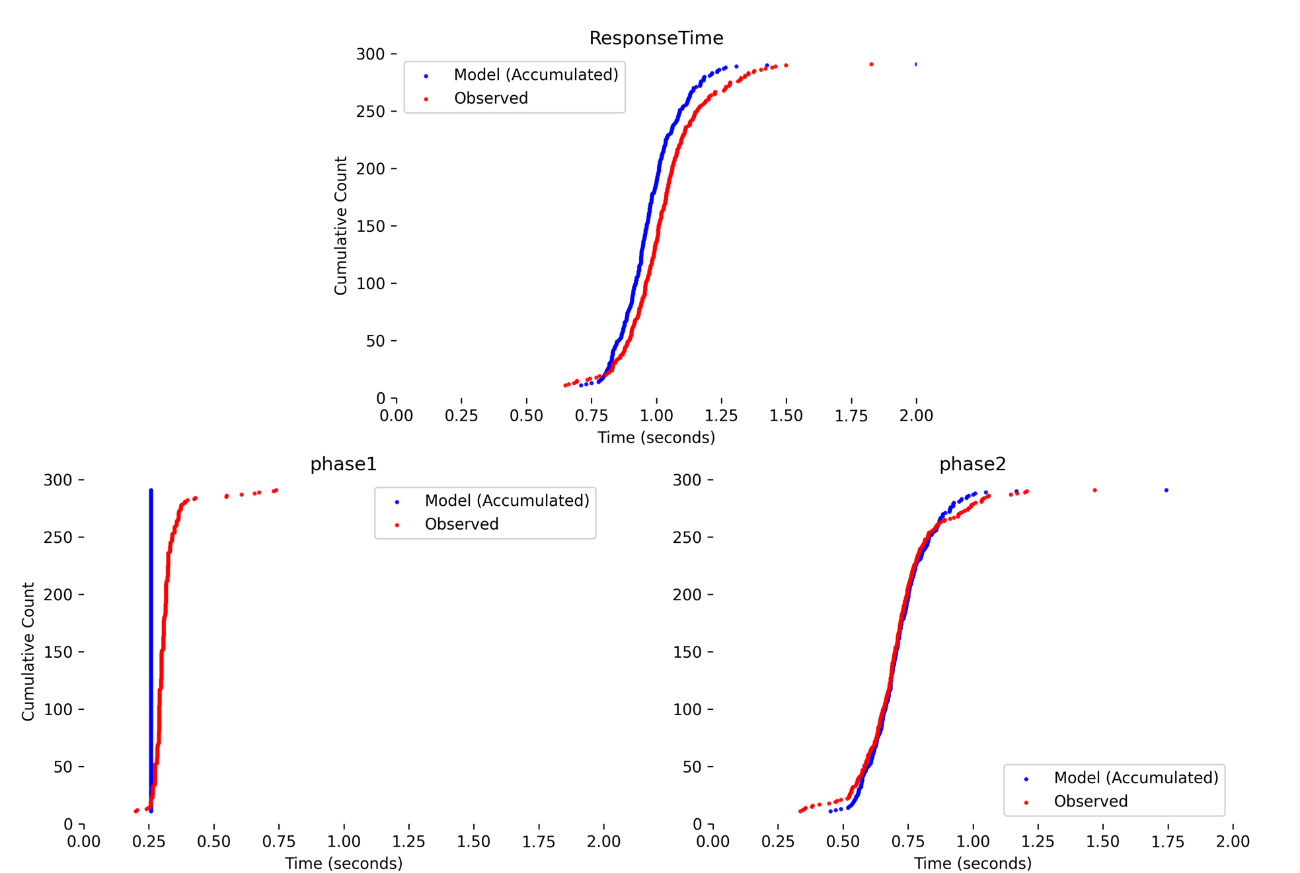 ResponseTime
300
250
200
150
100
50
0
Cumulative Count
Model (Accumulated)
Observed
0.00 0.25 0.50 0.75 1.00 1.25 1.50 1.75 2.00
Time (seconds)
phase1
300
250
200
150
100
50
0
Cumulative Count
Model (Accumulated)
Observed
0.00 0.25 0.50 0.75 1.00 1.25 1.50 1.75 2.00
Time (seconds)
phase2
300
250
200
150
100
50
0
Model (Accumulated)
Observed
0.00 0.25 0.50 0.75 1.00 1.25 1.50 1.75 2.00
Time (seconds)